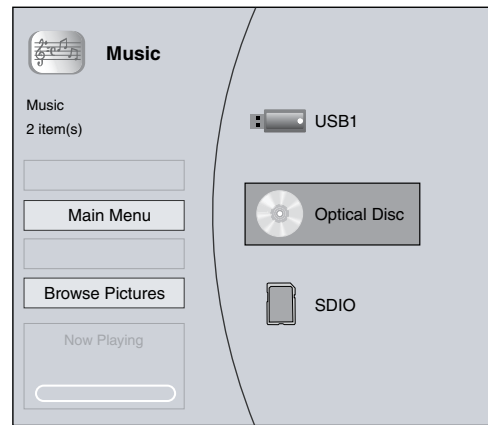 Music
Music
2 item(s)
Main Menu
Browse Pictures
Now Playing
USB1
Optical Disc
SDIO